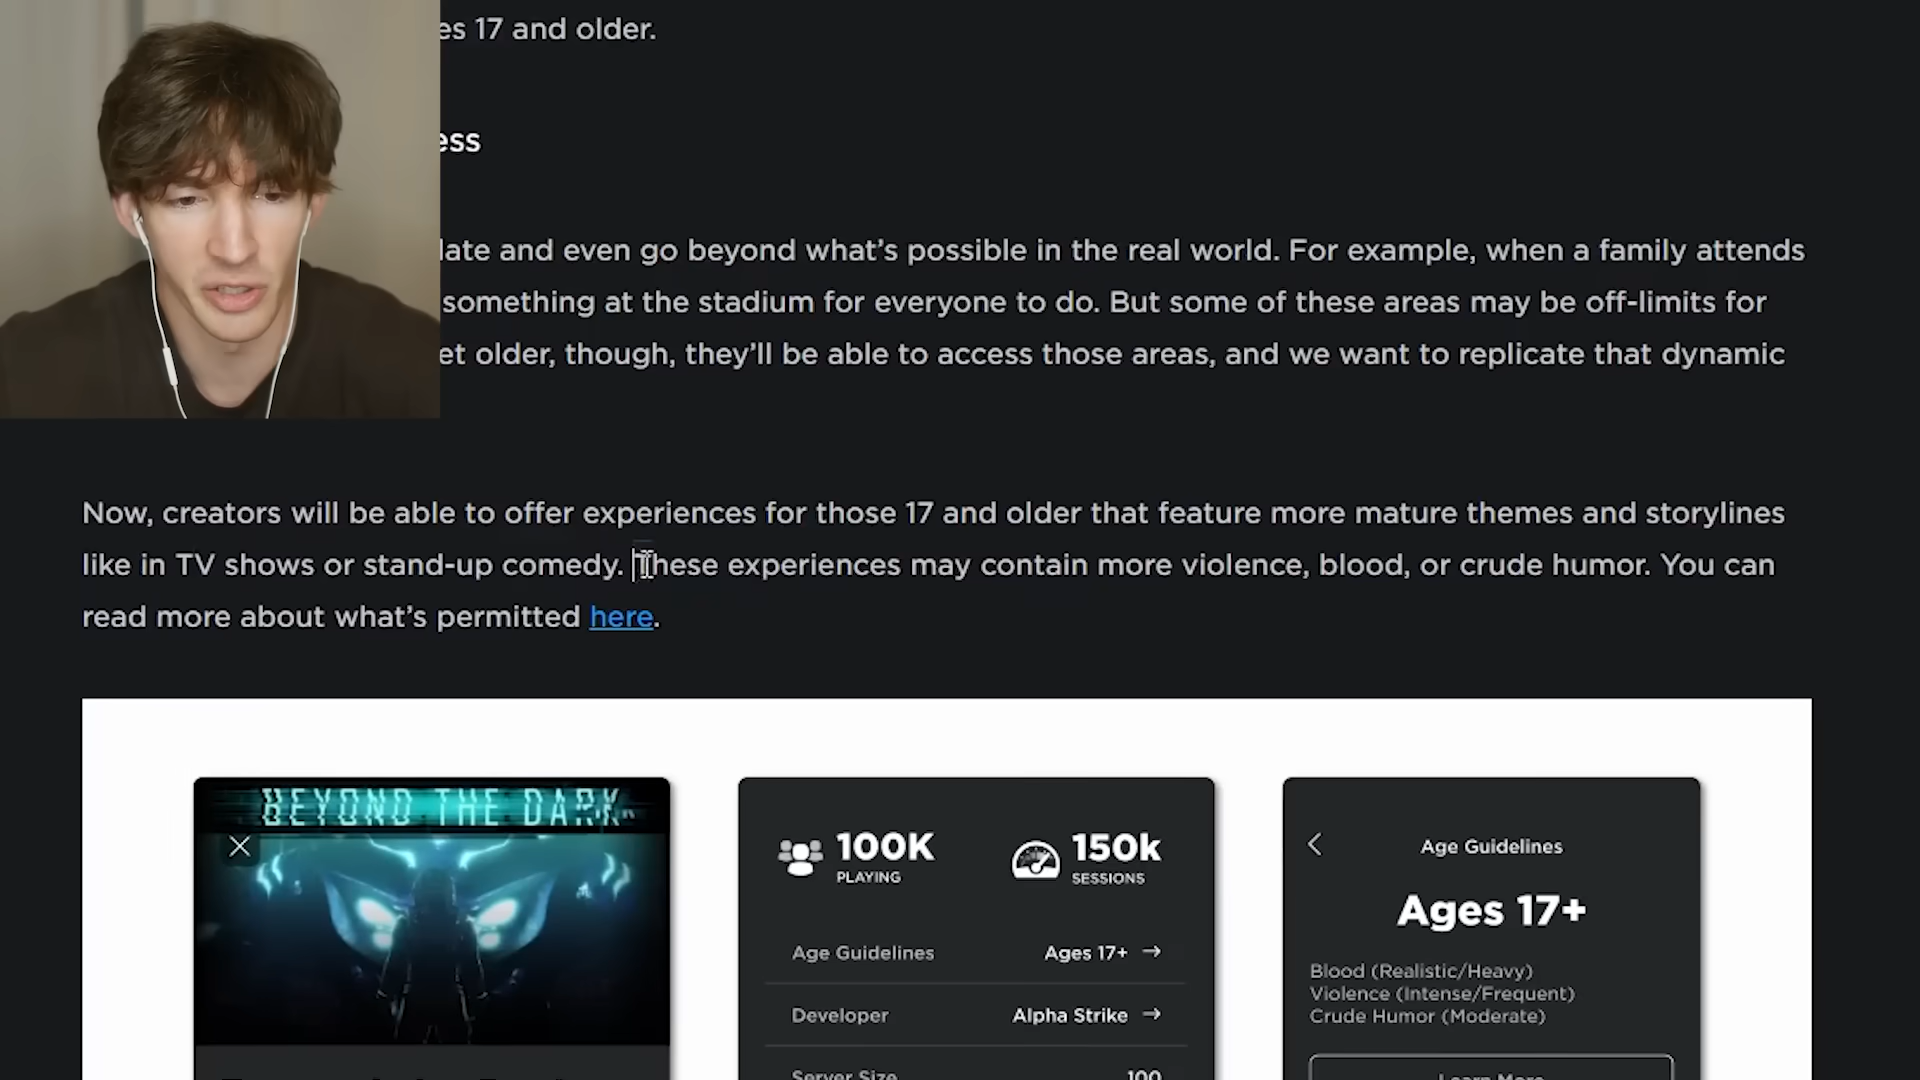 es 17 and older.
ess
late and even go beyond what’s possible in the real world. For example, when a family attends
something at the stadium for everyone to do. But some of these areas may be off-limits for
et older, though, they’ll be able to access those areas, and we want to replicate that dynamic
Now, creators will be able to offer experiences for those 17 and older that feature more mature themes and storylines
like in TV shows or stand-up comedy. These experiences may contain more violence, blood, or crude humor. You can
read more about what’s permitted here.
BEYOND THE DARK
100K
PLAYING
150k
SESSIONS
Age Guidelines Ages 17+ →
Developer Alpha Strike →
Server Size 100
Age Guidelines
Ages 17+
Blood (Realistic/Heavy)
Violence (Intense/Frequent)
Crude Humor (Moderate)
Learn More